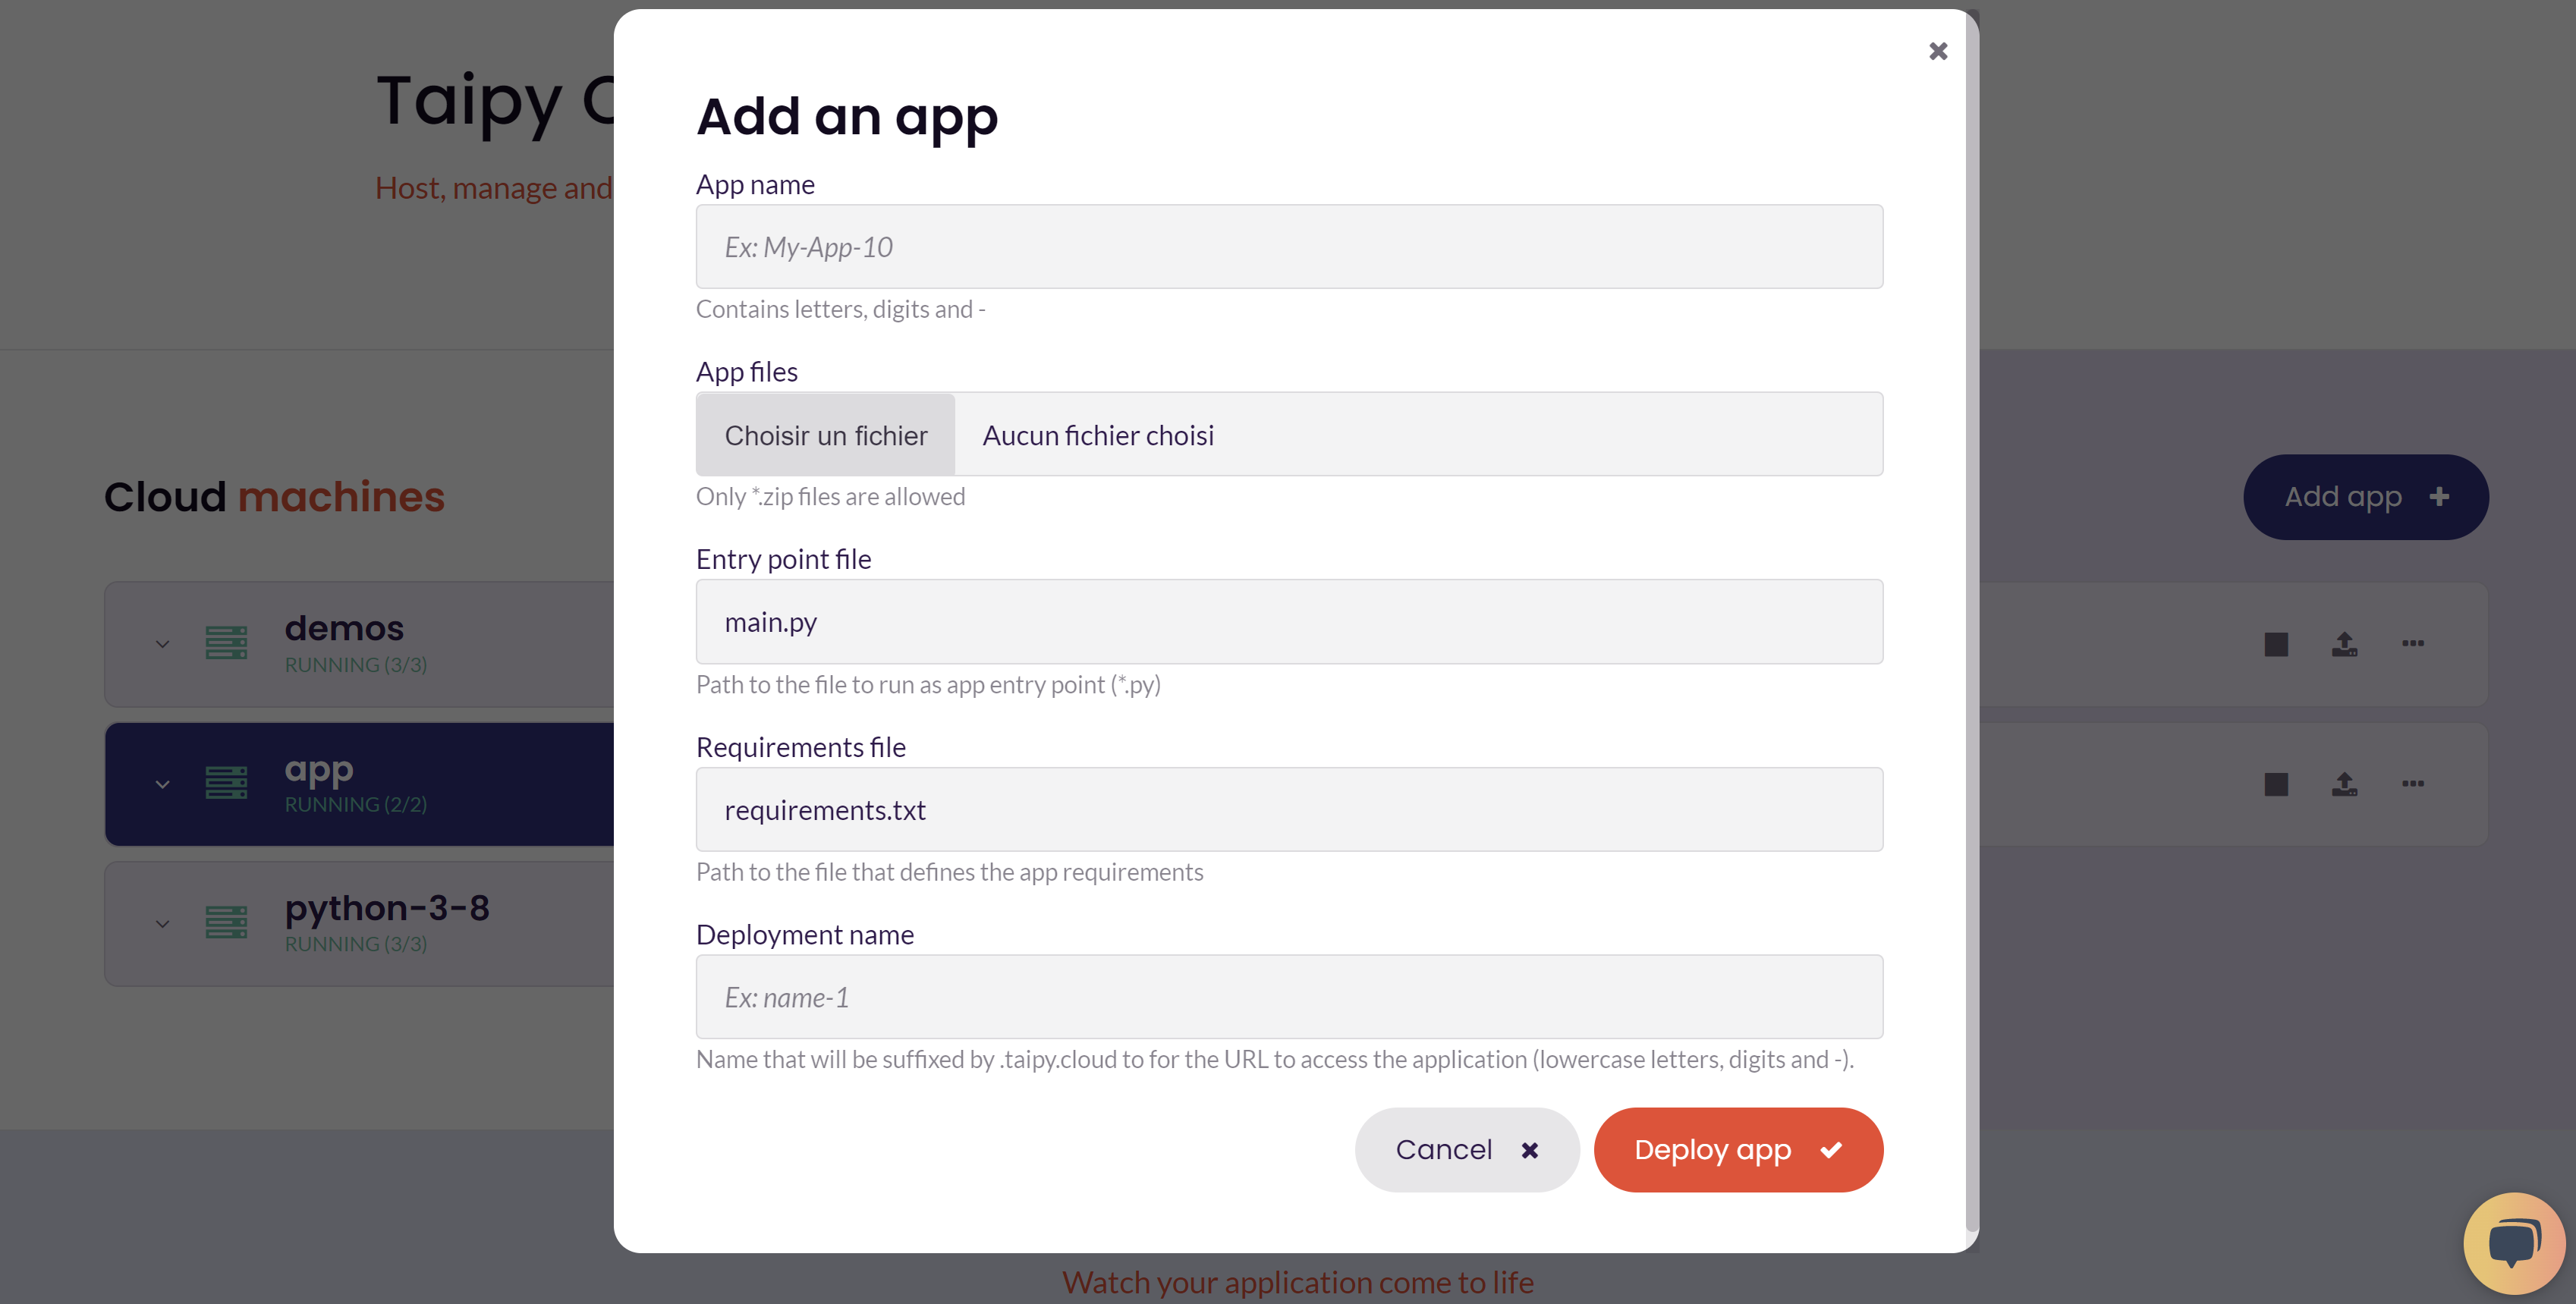 Taipy
Host, manage and
Cloud machines
demos
RUNNING (3/3)
app
RUNNING (2/2)
python-3-8
RUNNING (3/3)
Add an app
App name
Ex: My-App-10
Contains letters, digits and -
App files
Choisir un fichier Aucun fichier choisi
Only *.zip files are allowed
Entry point file
main.py
Path to the file to run as app entry point (*.py)
Requirements file
requirements.txt
Path to the file that defines the app requirements
Deployment name
Ex: name-1
Name that will be suffixed by .taipy.cloud to for the URL to access the application (lowercase letters, digits and -).
Cancel
Deploy app
Add app
Watch your application come to life